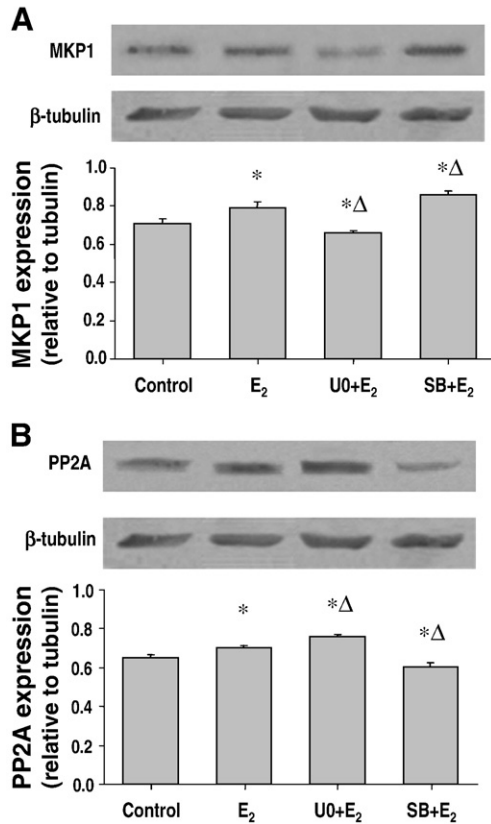 A
MKP1
β-tubulin
MKP1 expression
(relative to tubulin)
1.0
0.8
0.6
0.4
0.2
0.0
*
*Δ
*Δ
Control
E₂
U0+E₂
SB+E₂
B
PP2A
β-tubulin
PP2A expression
(relative to tubulin)
1.0
0.8
0.6
0.4
0.2
0.0
*
*Δ
*Δ
Control
E₂
U0+E₂
SB+E₂